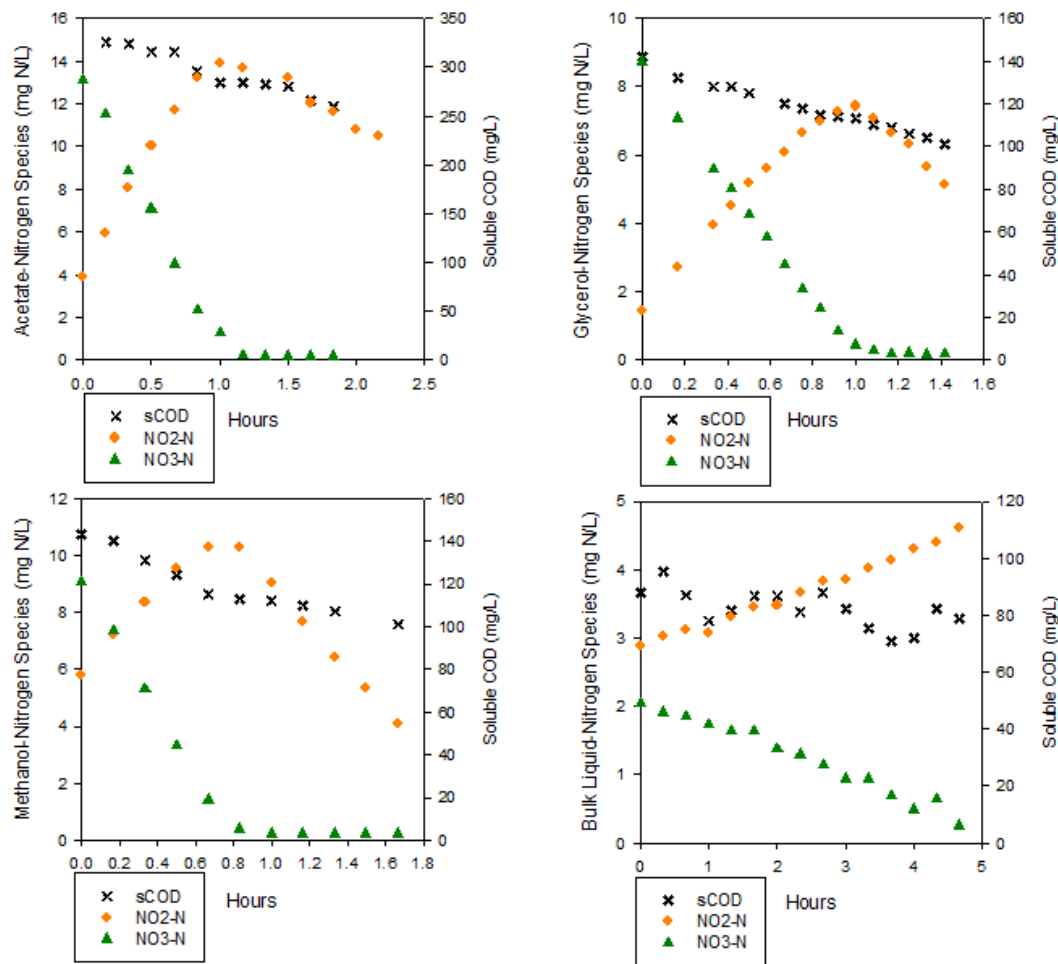 Acetate-Nitrogen Species (mg N/L)
16
14
12
10
8
6
4
2
0
350
300
250
200
150
100
50
0
Soluble COD (mg/L)
0.0 0.5 1.0 1.5 2.0 2.5
Hours
sCOD
NO2-N
NO3-N
Glycerol-Nitrogen Species (mg N/L)
10
8
6
4
2
0
160
140
120
100
80
60
40
20
0
Soluble COD (mg/L)
0.0 0.2 0.4 0.6 0.8 1.0 1.2 1.4 1.6
Hours
sCOD
NO2-N
NO3-N
Methanol-Nitrogen Species (mg N/L)
12
10
8
6
4
2
0
160
140
120
100
80
60
40
20
0
Soluble COD (mg/L)
0.0 0.2 0.4 0.6 0.8 1.0 1.2 1.4 1.6 1.8
Hours
sCOD
NO2-N
NO3-N
Bulk Liquid-Nitrogen Species (mg N/L)
5
4
3
2
1
0
120
100
80
60
40
20
0
Soluble COD (mg/L)
0 1 2 3 4 5
Hours
sCOD
NO2-N
NO3-N